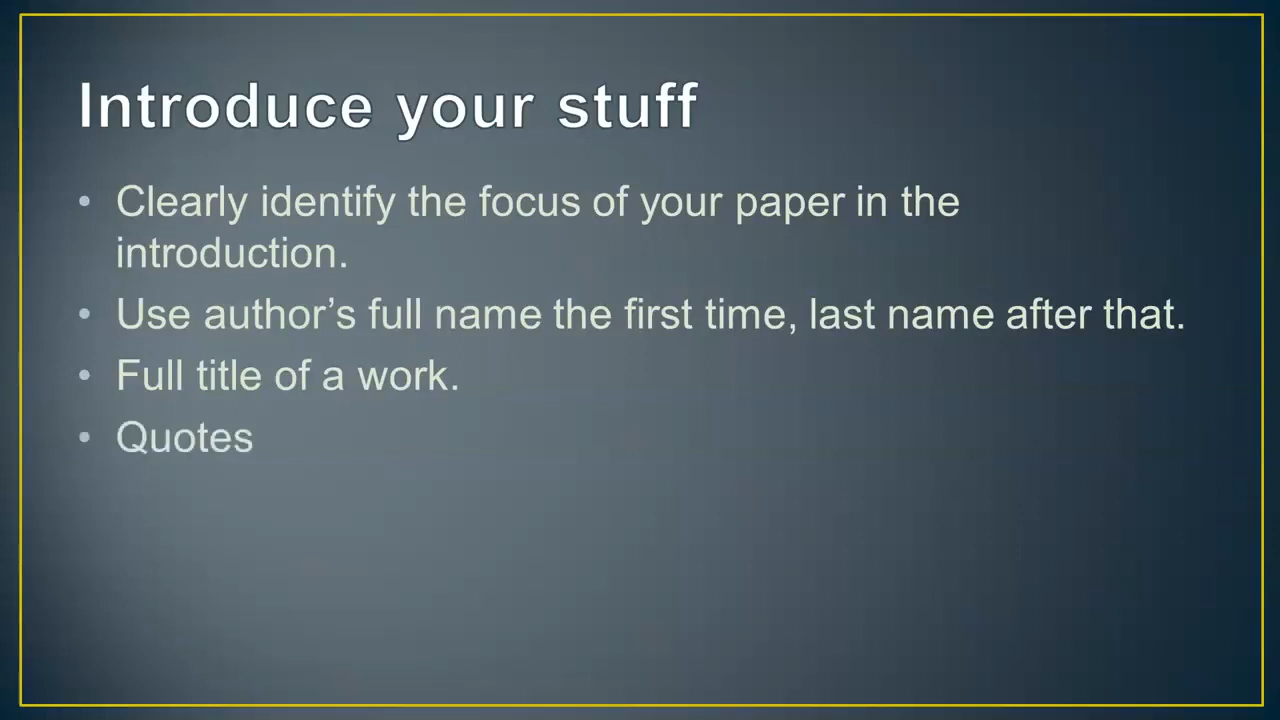 Introduce your stuff
• Clearly identify the focus of your paper in the
introduction.
• Use author’s full name the first time, last name after that.
• Full title of a work.
• Quotes